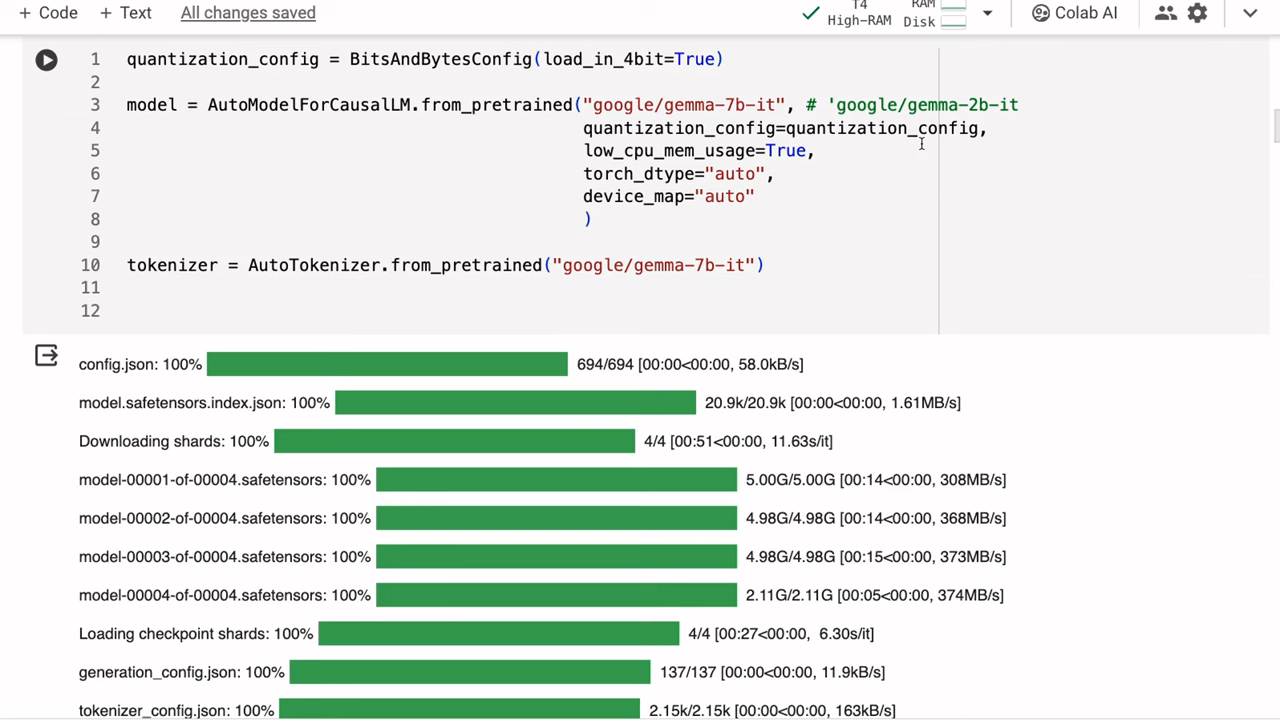 + Code + Text All changes saved
T4 High-RAM RAM Disk Colab AI
1 quantization_config = BitsAndBytesConfig(load_in_4bit=True)
2
3 model = AutoModelForCausalLM.from_pretrained("google/gemma-7b-it", # 'google/gemma-2b-it
4 quantization_config=quantization_config,
5 low_cpu_mem_usage=True,
6 torch_dtype="auto",
7 device_map="auto"
8 )
9
10 tokenizer = AutoTokenizer.from_pretrained("google/gemma-7b-it")
11
12
config.json: 100% 694/694 [00:00<00:00, 58.0kB/s]
model.safetensors.index.json: 100% 20.9k/20.9k [00:00<00:00, 1.61MB/s]
Downloading shards: 100% 4/4 [00:51<00:00, 11.63s/it]
model-00001-of-00004.safetensors: 100% 5.00G/5.00G [00:14<00:00, 308MB/s]
model-00002-of-00004.safetensors: 100% 4.98G/4.98G [00:14<00:00, 368MB/s]
model-00003-of-00004.safetensors: 100% 4.98G/4.98G [00:15<00:00, 373MB/s]
model-00004-of-00004.safetensors: 100% 2.11G/2.11G [00:05<00:00, 374MB/s]
Loading checkpoint shards: 100% 4/4 [00:27<00:00, 6.30s/it]
generation_config.json: 100% 137/137 [00:00<00:00, 11.9kB/s]
tokenizer_config.json: 100% 2.15k/2.15k [00:00<00:00, 163kB/s]